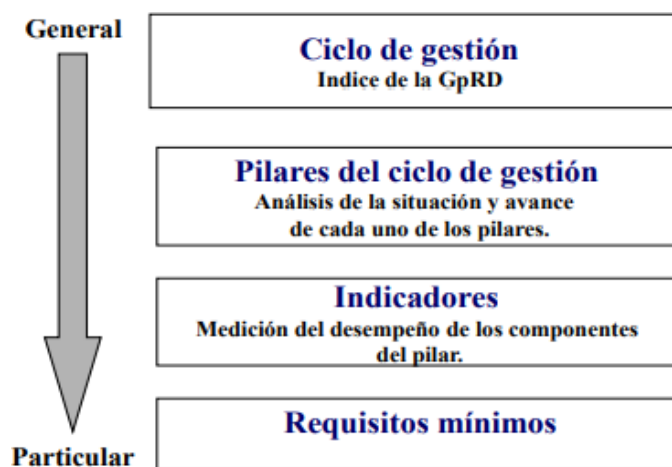 General
Ciclo de gestión
Indice de la GpRD
Pilares del ciclo de gestión
Análisis de la situación y avance
de cada uno de los pilares.
Indicadores
Medición del desempeño de los componentes
del pilar.
Requisitos mínimos
Particular